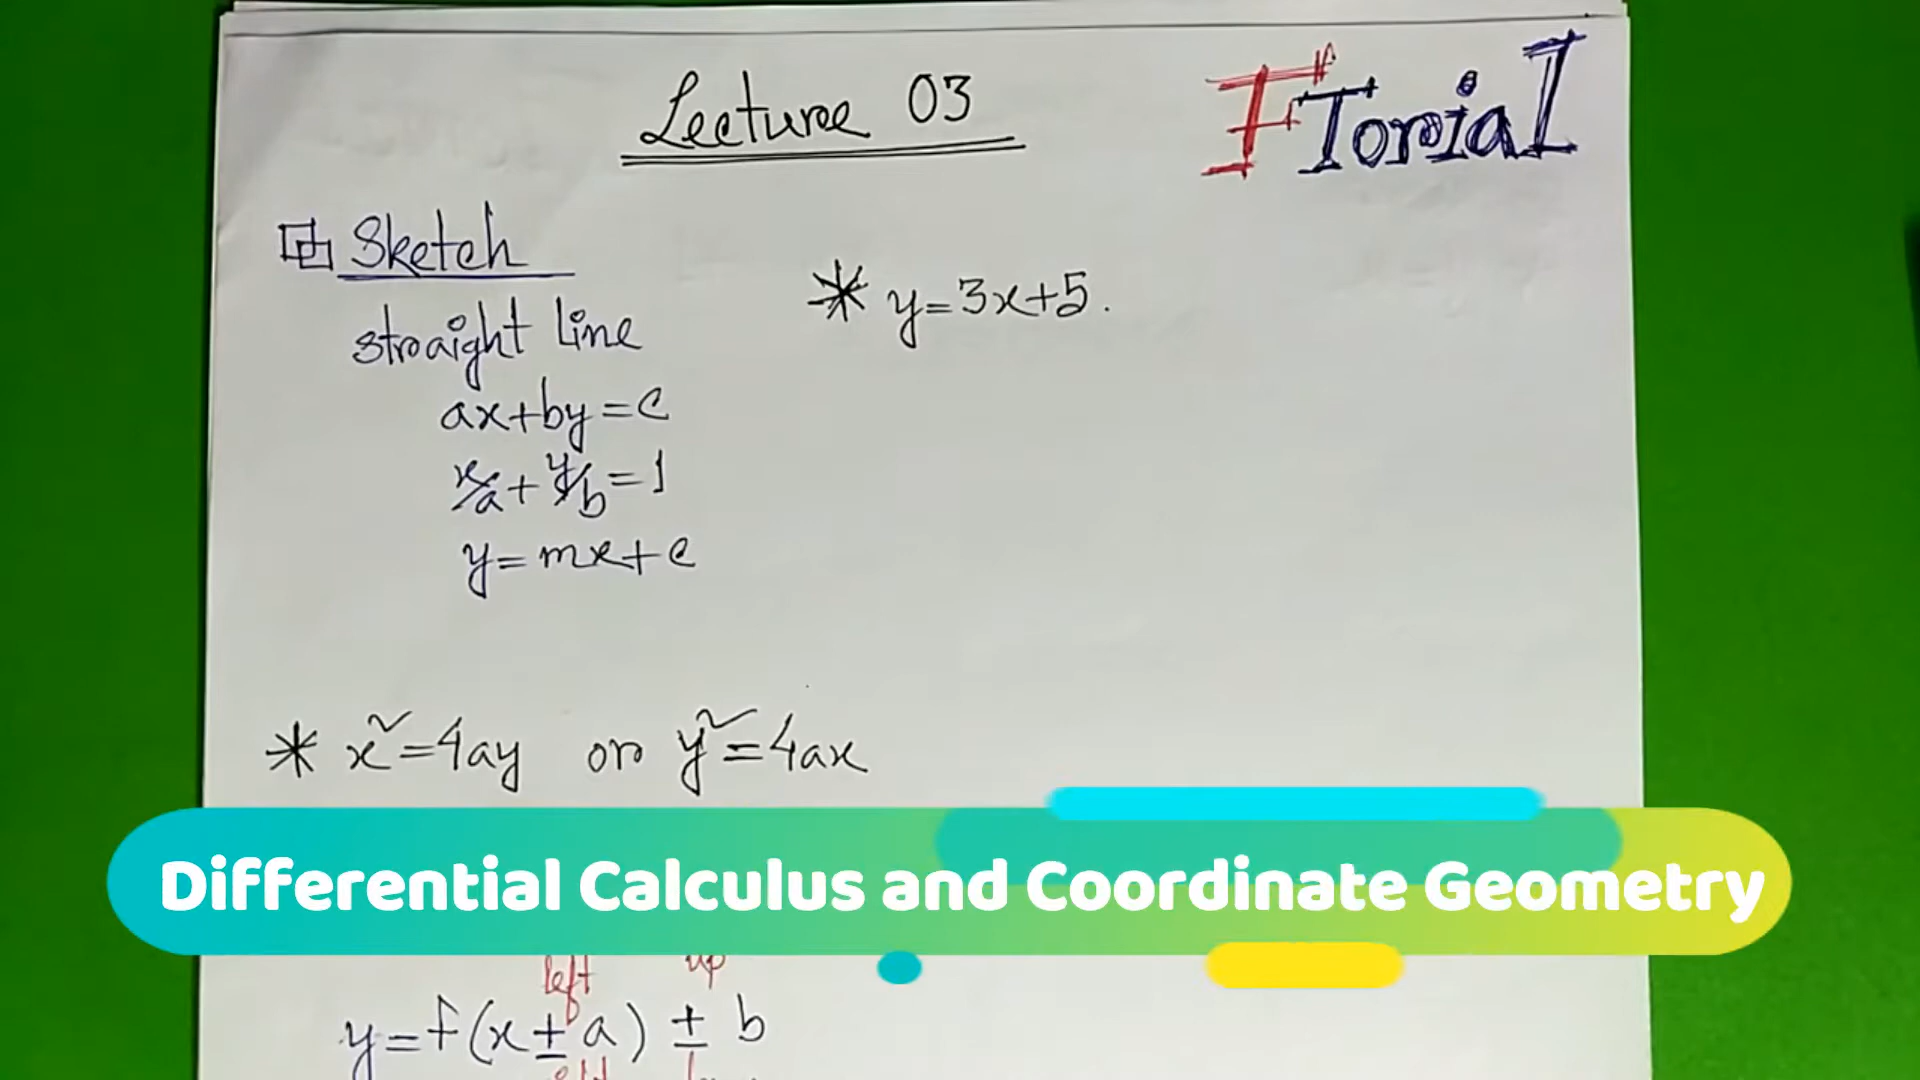 Lecture 03
FTorial
Sketch
straight line
* y=3x+5.
ax+by=c
x/a + y/b = 1
y=mx+c
* x²=4ay or y²=4ax
Differential Calculus and Coordinate Geometry
left up
y=f(x±a) ± b